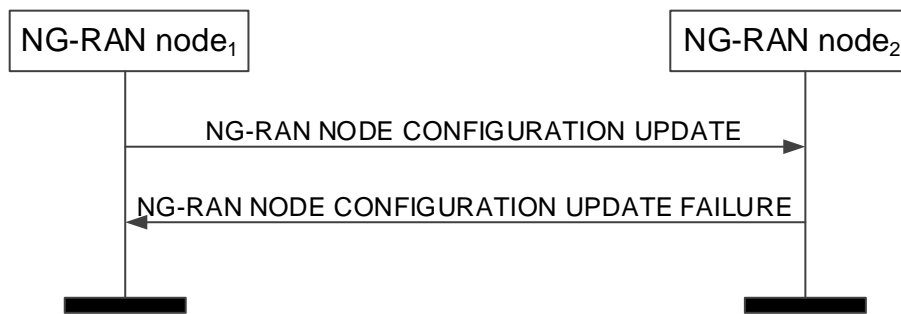 NG-RAN node₁
NG-RAN node₂
NG-RAN NODE CONFIGURATION UPDATE
NG-RAN NODE CONFIGURATION UPDATE FAILURE